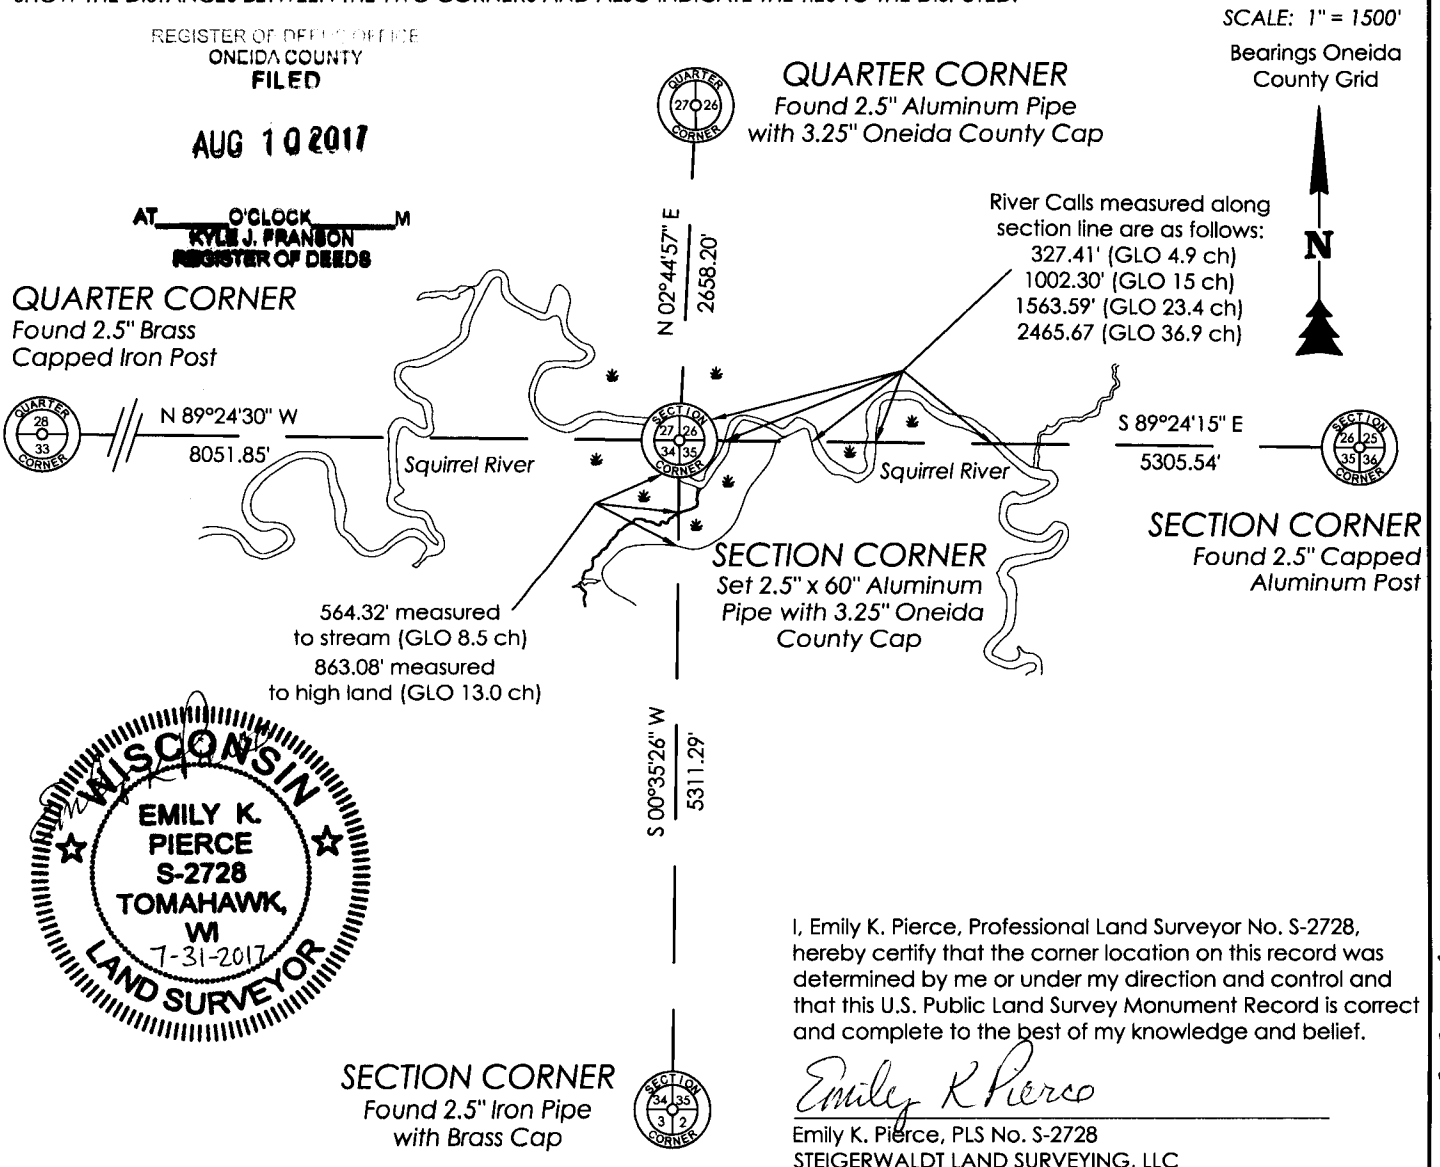 SCALE: 1" = 1500'
Bearings Oneida
County Grid
N
REGISTER OF DEEDS OFFICE
ONEIDA COUNTY
FILED
AUG 10 2017
AT O'CLOCK M
KYLE J. FRANSON
REGISTER OF DEEDS
QUARTER
27 26
CORNER
QUARTER CORNER
Found 2.5" Aluminum Pipe
with 3.25" Oneida County Cap
N 02°44'57" E
2658.20'
River Calls measured along
section line are as follows:
327.41' (GLO 4.9 ch)
1002.30' (GLO 15 ch)
1563.59' (GLO 23.4 ch)
2465.67 (GLO 36.9 ch)
QUARTER CORNER
Found 2.5" Brass
Capped Iron Post
QUARTER
28
33
CORNER
N 89°24'30" W
8051.85'
Squirrel River
SECTION
27 26
34 35
CORNER
Squirrel River
S 89°24'15" E
5305.54'
26 25
35 36
CORNER
SECTION CORNER
Found 2.5" Capped
Aluminum Post
SECTION CORNER
Set 2.5" x 60" Aluminum
Pipe with 3.25" Oneida
County Cap
564.32' measured
to stream (GLO 8.5 ch)
863.08' measured
to high land (GLO 13.0 ch)
S 00°35'26" W
5311.29'
WISCONSIN
EMILY K.
PIERCE
S-2728
TOMAHAWK,
WI
7-31-2017
LAND SURVEYOR
SECTION CORNER
Found 2.5" Iron Pipe
with Brass Cap
SECTION
34 35
3 2
CORNER
I, Emily K. Pierce, Professional Land Surveyor No. S-2728,
hereby certify that the corner location on this record was
determined by me or under my direction and control and
that this U.S. Public Land Survey Monument Record is correct
and complete to the best of my knowledge and belief.
Emily K Pierce
Emily K. Pierce, PLS No. S-2728
STEIGERWALDT LAND SURVEYING, LLC